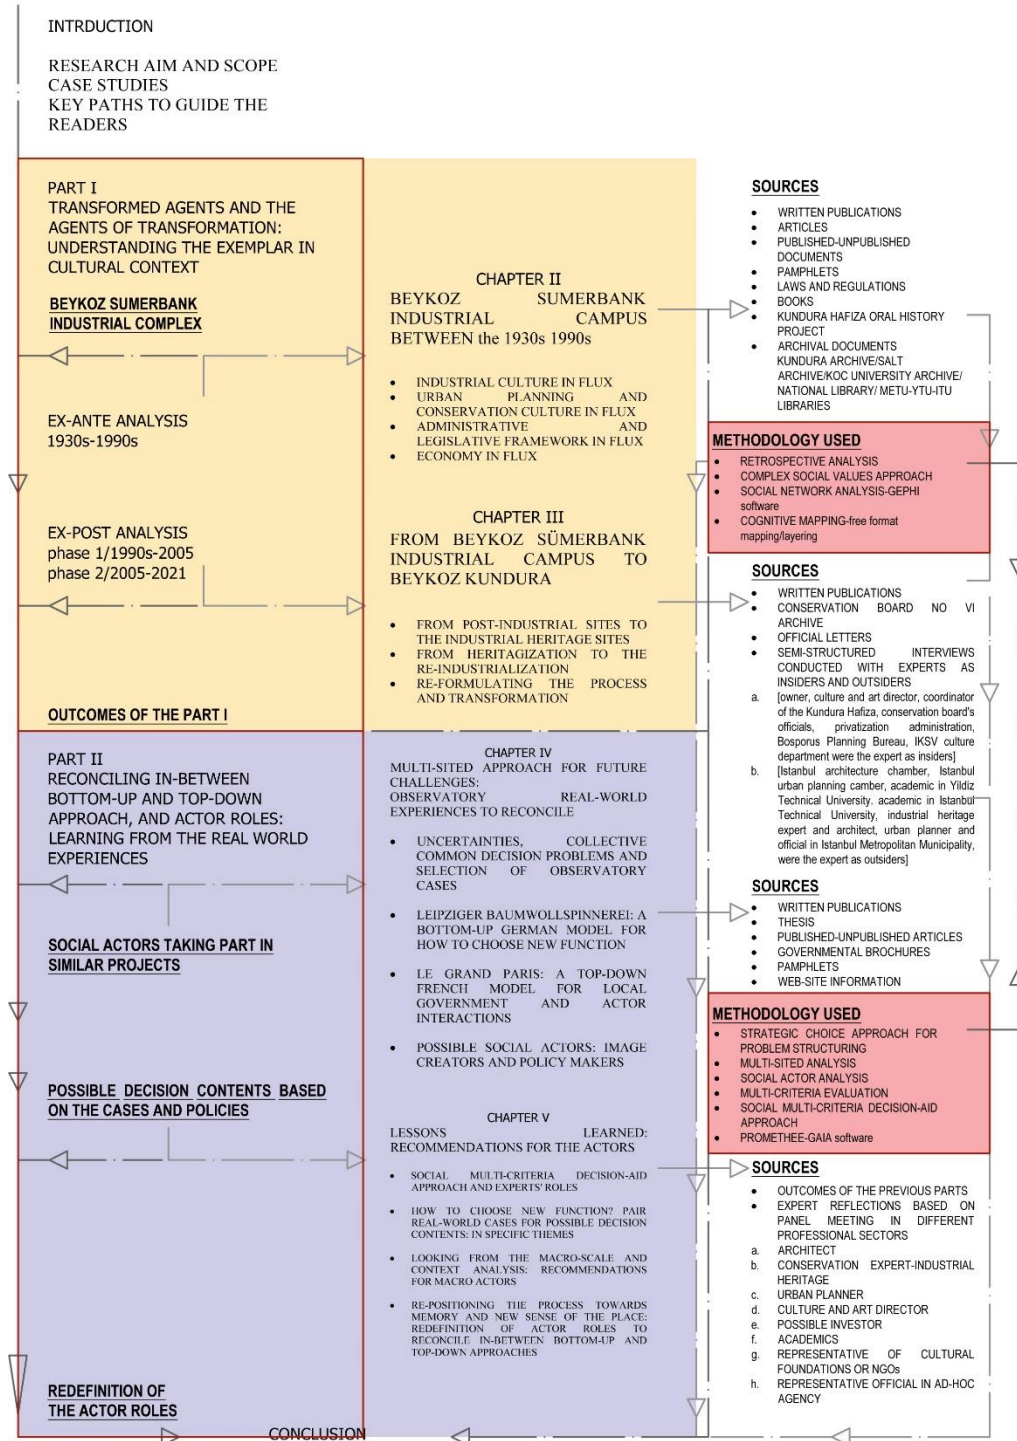 INTRDUCTION
RESEARCH AIM AND SCOPE
CASE STUDIES
KEY PATHS TO GUIDE THE
READERS
PART I
TRANSFORMED AGENTS AND THE
AGENTS OF TRANSFORMATION:
UNDERSTANDING THE EXEMPLAR IN
CULTURAL CONTEXT
BEYKOZ SUMERBANK
INDUSTRIAL COMPLEX
EX-ANTE ANALYSIS
1930s-1990s
EX-POST ANALYSIS
phase 1/1990s-2005
phase 2/2005-2021
OUTCOMES OF THE PART I
CHAPTER II
BEYKOZ SUMERBANK
INDUSTRIAL CAMPUS
BETWEEN the 1930s 1990s
• INDUSTRIAL CULTURE IN FLUX
• URBAN PLANNING AND
CONSERVATION CULTURE IN FLUX
• ADMINISTRATIVE AND
LEGISLATIVE FRAMEWORK IN FLUX
• ECONOMY IN FLUX
CHAPTER III
FROM BEYKOZ SÜMERBANK
INDUSTRIAL CAMPUS TO
BEYKOZ KUNDURA
• FROM POST-INDUSTRIAL SITES TO
THE INDUSTRIAL HERITAGE SITES
• FROM HERITAGIZATION TO THE
RE-INDUSTRIALIZATION
• RE-FORMULATING THE PROCESS
AND TRANSFORMATION
SOURCES
• WRITTEN PUBLICATIONS
• ARTICLES
• PUBLISHED-UNPUBLISHED
DOCUMENTS
• PAMPHLETS
• LAWS AND REGULATIONS
• BOOKS
• KUNDURA HAFIZA ORAL HISTORY
PROJECT
• ARCHIVAL DOCUMENTS
KUNDURA ARCHIVE/SALT
ARCHIVE/KOC UNIVERSITY ARCHIVE/
NATIONAL LIBRARY/ METU-YTU-ITU
LIBRARIES
METHODOLOGY USED
• RETROSPECTIVE ANALYSIS
• COMPLEX SOCIAL VALUES APPROACH
• SOCIAL NETWORK ANALYSIS-GEPHI
software
• COGNITIVE MAPPING-free format
mapping/layering
SOURCES
• WRITTEN PUBLICATIONS
• CONSERVATION BOARD NO VI
ARCHIVE
• OFFICIAL LETTERS
• SEMI-STRUCTURED INTERVIEWS
CONDUCTED WITH EXPERTS AS
INSIDERS AND OUTSIDERS
a. [owner, culture and art director, coordinator
of the Kundura Hafiza, conservation board's
officials, privatization administration,
Bosporus Planning Bureau, IKSV culture
department were the expert as insiders]
b. [Istanbul architecture chamber, Istanbul
urban planning camber, academic in Yildiz
Technical University. academic in Istanbul
Technical University, industrial heritage
expert and architect, urban planner and
official in Istanbul Metropolitan Municipality,
were the expert as outsiders]
PART II
RECONCILING IN-BETWEEN
BOTTOM-UP AND TOP-DOWN
APPROACH, AND ACTOR ROLES:
LEARNING FROM THE REAL WORLD
EXPERIENCES
SOCIAL ACTORS TAKING PART IN
SIMILAR PROJECTS
POSSIBLE DECISION CONTENTS BASED
ON THE CASES AND POLICIES
REDEFINITION OF
THE ACTOR ROLES
CHAPTER IV
MULTI-SITED APPROACH FOR FUTURE
CHALLENGES:
OBSERVATORY REAL-WORLD
EXPERIENCES TO RECONCILE
• UNCERTAINTIES, COLLECTIVE
COMMON DECISION PROBLEMS AND
SELECTION OF OBSERVATORY
CASES
• LEIPZIGER BAUMWOLLSPINNEREI: A
BOTTOM-UP GERMAN MODEL FOR
HOW TO CHOOSE NEW FUNCTION
• LE GRAND PARIS: A TOP-DOWN
FRENCH MODEL FOR LOCAL
GOVERNMENT AND ACTOR
INTERACTIONS
• POSSIBLE SOCIAL ACTORS: IMAGE
CREATORS AND POLICY MAKERS
CHAPTER V
LESSONS LEARNED:
RECOMMENDATIONS FOR THE ACTORS
• SOCIAL MULTI-CRITERIA DECISION-AID
APPROACH AND EXPERTS' ROLES
• HOW TO CHOOSE NEW FUNCTION? PAIR
REAL-WORLD CASES FOR POSSIBLE DECISION
CONTENTS: IN SPECIFIC THEMES
• LOOKING FROM THE MACRO-SCALE AND
CONTEXT ANALYSIS: RECOMMENDATIONS
FOR MACRO ACTORS
• RE-POSITIONING THE PROCESS TOWARDS
MEMORY AND NEW SENSE OF THE PLACE:
REDEFINITION OF ACTOR ROLES TO
RECONCILE IN-BETWEEN BOTTOM-UP AND
TOP-DOWN APPROACHES
SOURCES
• WRITTEN PUBLICATIONS
• THESIS
• PUBLISHED-UNPUBLISHED ARTICLES
• GOVERNMENTAL BROCHURES
• PAMPHLETS
• WEB-SITE INFORMATION
METHODOLOGY USED
• STRATEGIC CHOICE APPROACH FOR
PROBLEM STRUCTURING
• MULTI-SITED ANALYSIS
• SOCIAL ACTOR ANALYSIS
• MULTI-CRITERIA EVALUATION
• SOCIAL MULTI-CRITERIA DECISION-AID
APPROACH
• PROMETHEE-GAIA software
SOURCES
• OUTCOMES OF THE PREVIOUS PARTS
• EXPERT REFLECTIONS BASED ON
PANEL MEETING IN DIFFERENT
PROFESSIONAL SECTORS
a. ARCHITECT
b. CONSERVATION EXPERT-INDUSTRIAL
HERITAGE
c. URBAN PLANNER
d. CULTURE AND ART DIRECTOR
e. POSSIBLE INVESTOR
f. ACADEMICS
g. REPRESENTATIVE OF CULTURAL
FOUNDATIONS OR NGOs
h. REPRESENTATIVE OFFICIAL IN AD-HOC
AGENCY
CONCLUSION